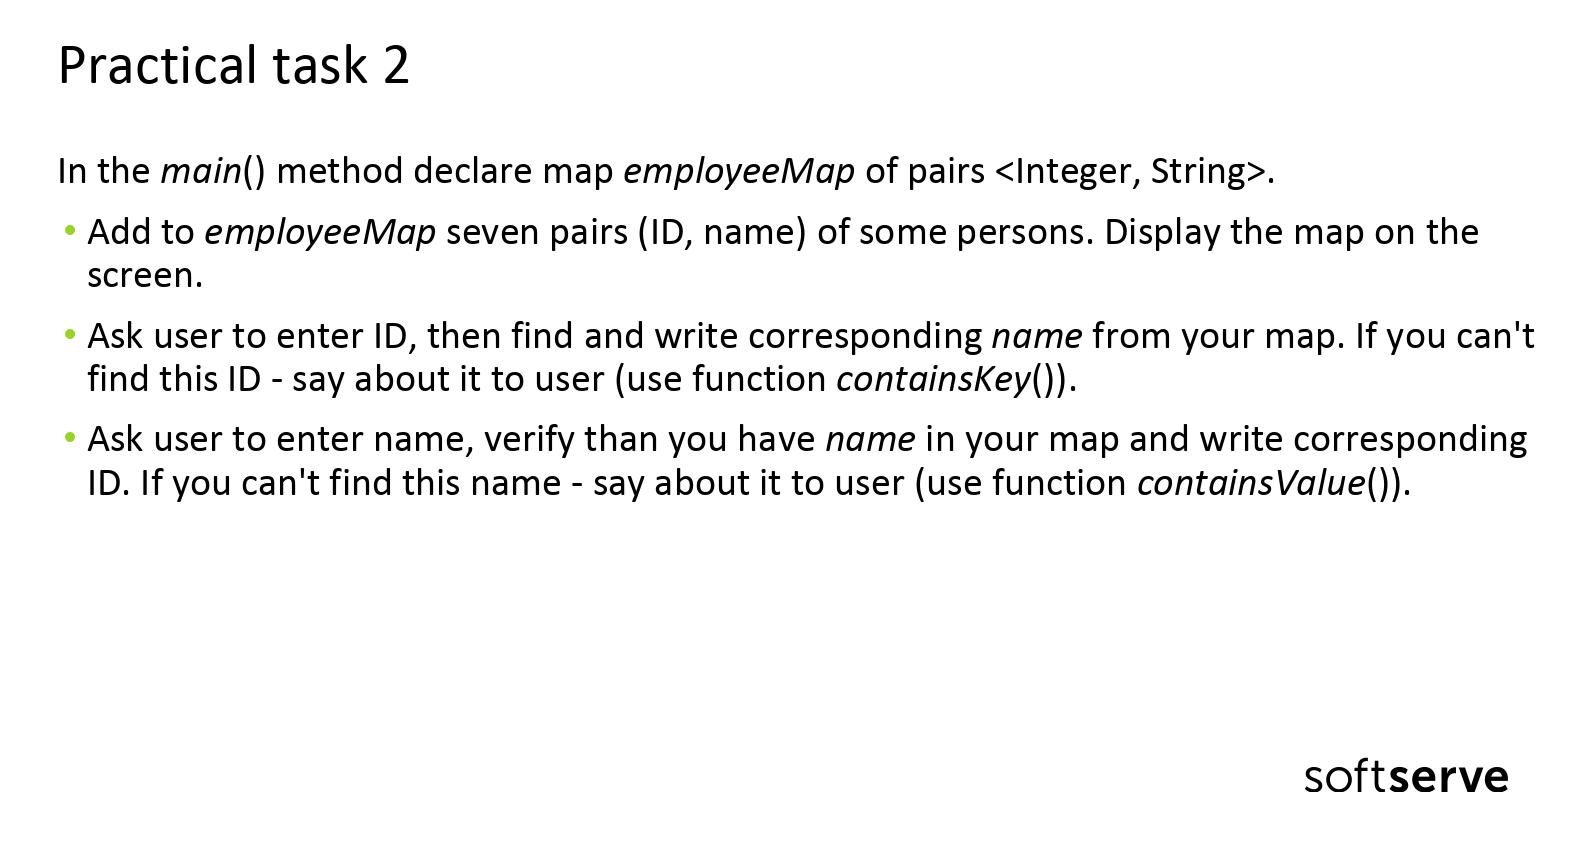 Practical task 2
In the main() method declare map employeeMap of pairs <Integer, String>.
• Add to employeeMap seven pairs (ID, name) of some persons. Display the map on the
screen.
• Ask user to enter ID, then find and write corresponding name from your map. If you can't
find this ID - say about it to user (use function containsKey()).
• Ask user to enter name, verify than you have name in your map and write corresponding
ID. If you can't find this name - say about it to user (use function containsValue()).
softserve